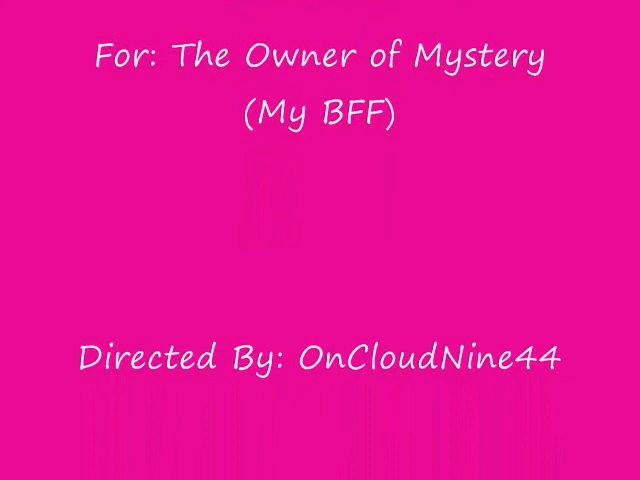 For: The Owner of Mystery
(My BFF)
Directed By: OnCloudNine44